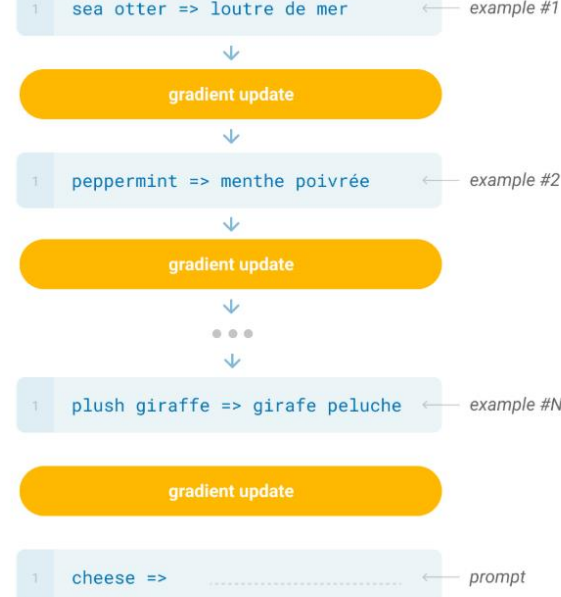 1 sea otter => loutre de mer example #1
gradient update
1 peppermint => menthe poivrée example #2
gradient update
1 plush giraffe => girafe peluche example #N
gradient update
1 cheese => prompt